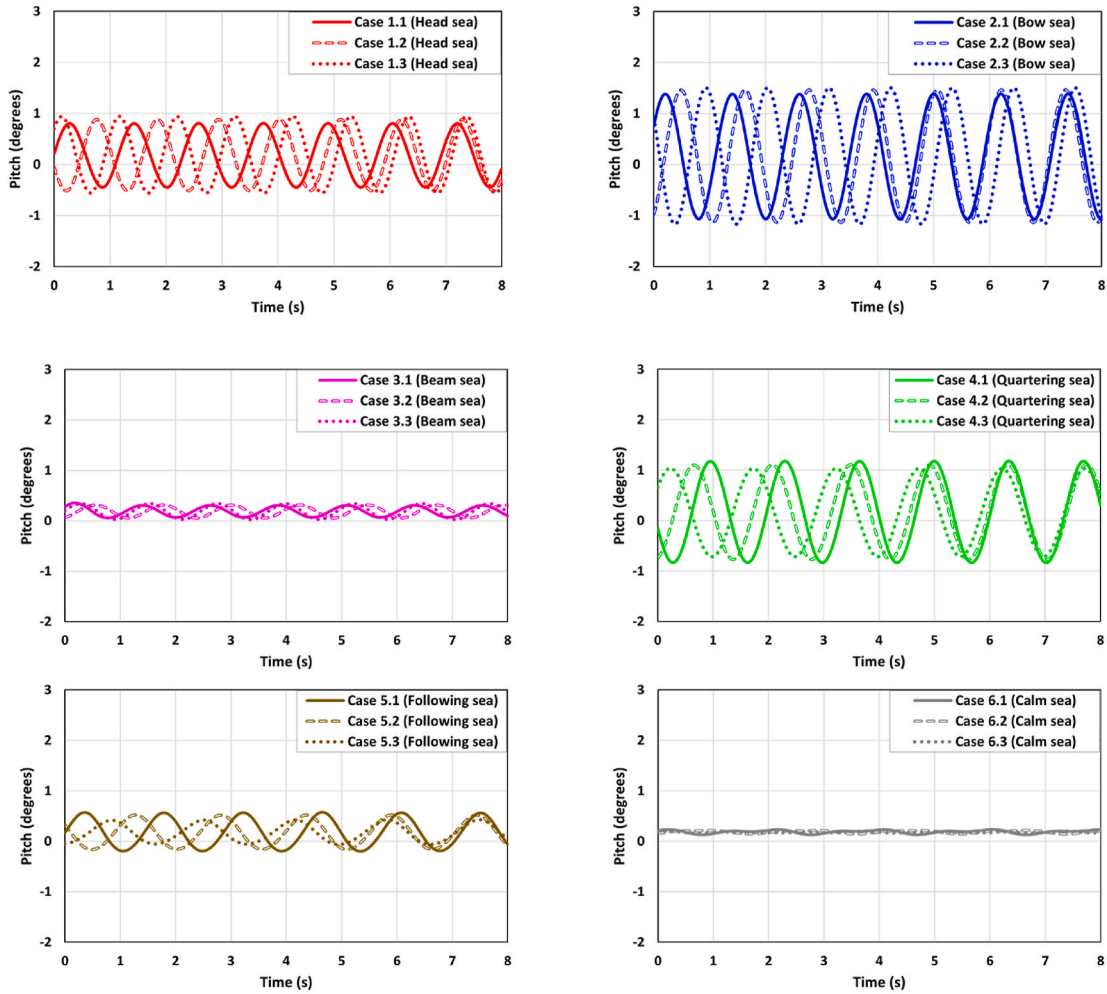 3
2
1
0
-1
-2
Pitch (degrees)
Case 1.1 (Head sea)
Case 1.2 (Head sea)
Case 1.3 (Head sea)
0 1 2 3 4 5 6 7 8
Time (s)
3
2
1
0
-1
-2
Pitch (degrees)
Case 2.1 (Bow sea)
Case 2.2 (Bow sea)
Case 2.3 (Bow sea)
0 1 2 3 4 5 6 7 8
Time (s)
3
2
1
0
-1
-2
Pitch (degrees)
Case 3.1 (Beam sea)
Case 3.2 (Beam sea)
Case 3.3 (Beam sea)
0 1 2 3 4 5 6 7 8
Time (s)
3
2
1
0
-1
-2
Pitch (degrees)
Case 4.1 (Quartering sea)
Case 4.2 (Quartering sea)
Case 4.3 (Quartering sea)
0 1 2 3 4 5 6 7 8
Time (s)
3
2
1
0
-1
-2
Pitch (degrees)
Case 5.1 (Following sea)
Case 5.2 (Following sea)
Case 5.3 (Following sea)
0 1 2 3 4 5 6 7 8
Time (s)
3
2
1
0
-1
-2
Pitch (degrees)
Case 6.1 (Calm sea)
Case 6.2 (Calm sea)
Case 6.3 (Calm sea)
0 1 2 3 4 5 6 7 8
Time (s)